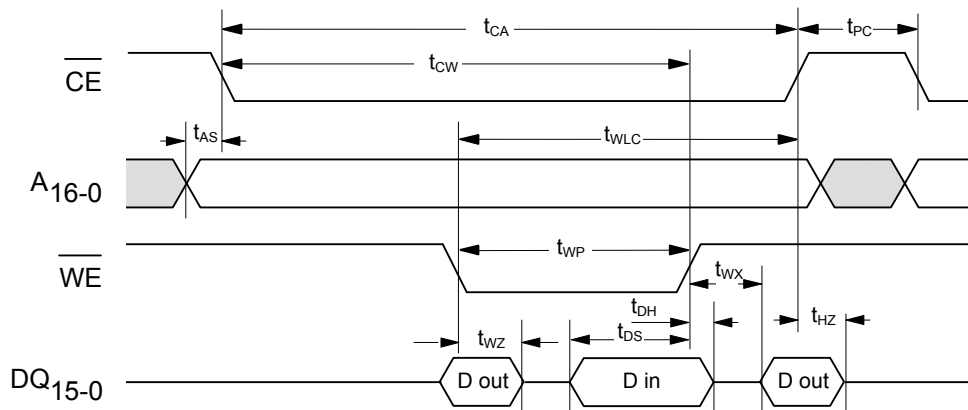 tCA
tPC
CE
tCW
tAS
tWLC
A16-0
WE
tWP
tWX
tDH
tHZ
tWZ
tDS
DQ15-0
D out
D in
D out